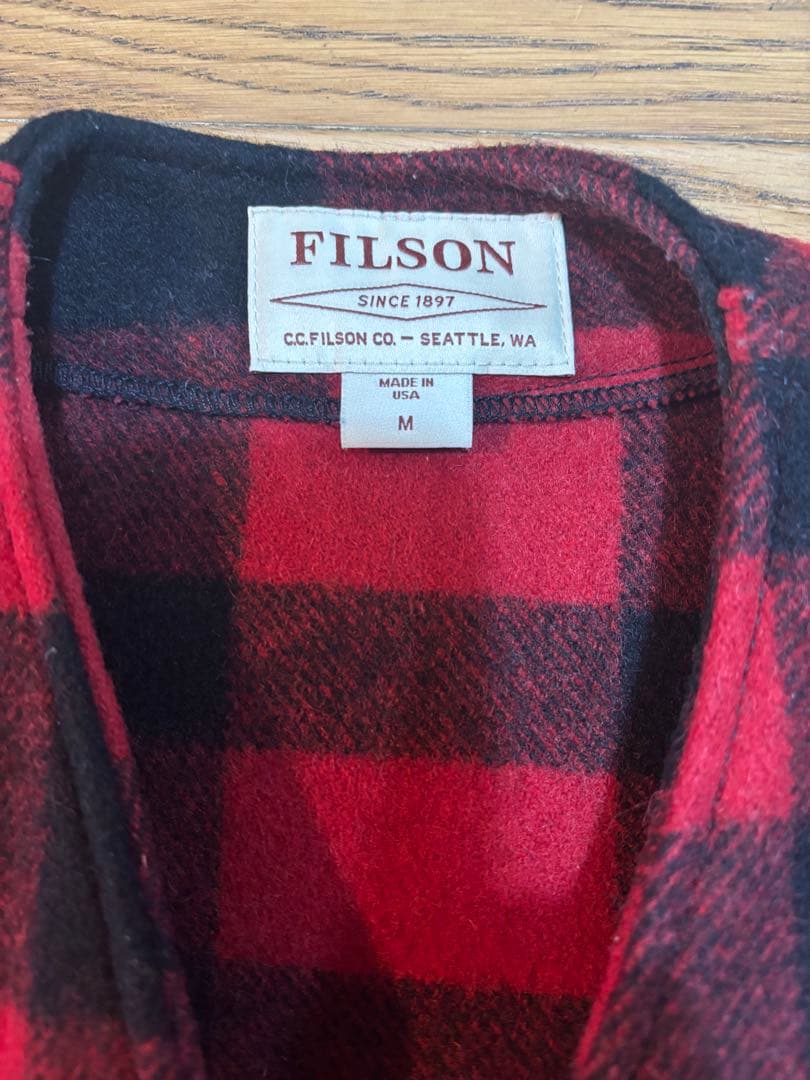 FILSON
SINCE 1897
C.C.FILSON CO. — SEATTLE, WA
MADE IN
USA
M